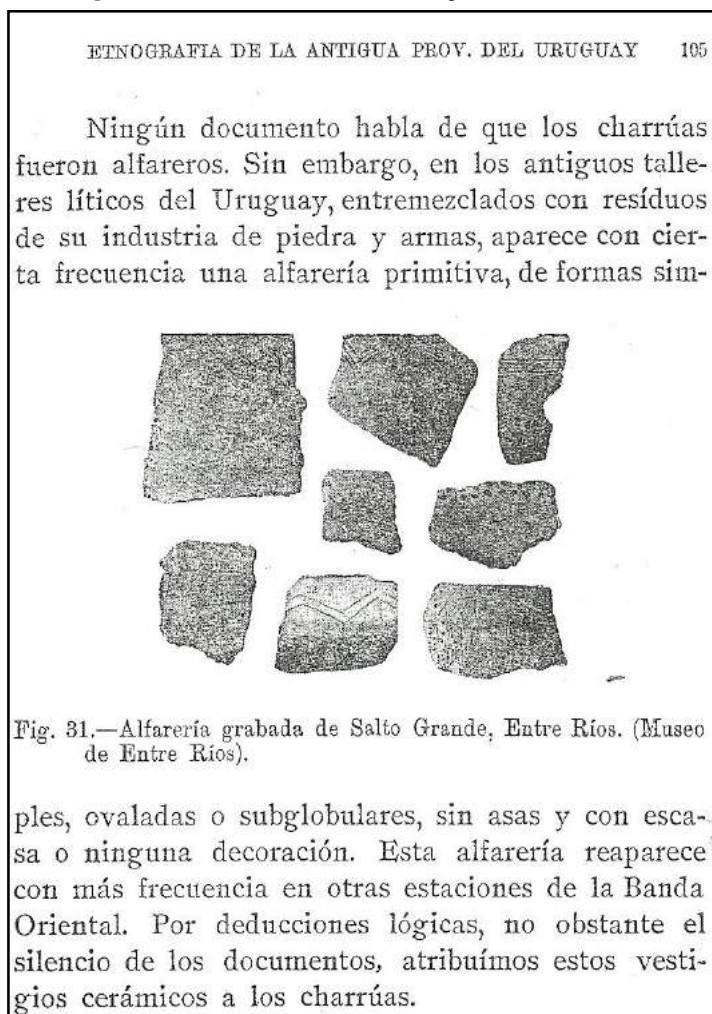 ETNOGRAFIA DE LA ANTIGUA PROV. DEL URUGUAY 105
Ningún documento habla de que los charrúas
fueron alfareros. Sin embargo, en los antiguos talle-
res líticos del Uruguay, entremezclados con resíduos
de su industria de piedra y armas, aparece con cier-
ta frecuencia una alfarería primitiva, de formas sim-
Fig. 31.—Alfarería grabada de Salto Grande, Entre Ríos. (Museo
de Entre Ríos).
ples, ovaladas o subglobulares, sin asas y con esca-
sa o ninguna decoración. Esta alfarería reaparece
con más frecuencia en otras estaciones de la Banda
Oriental. Por deducciones lógicas, no obstante el
silencio de los documentos, atribuímos estos vesti-
gios cerámicos a los charrúas.